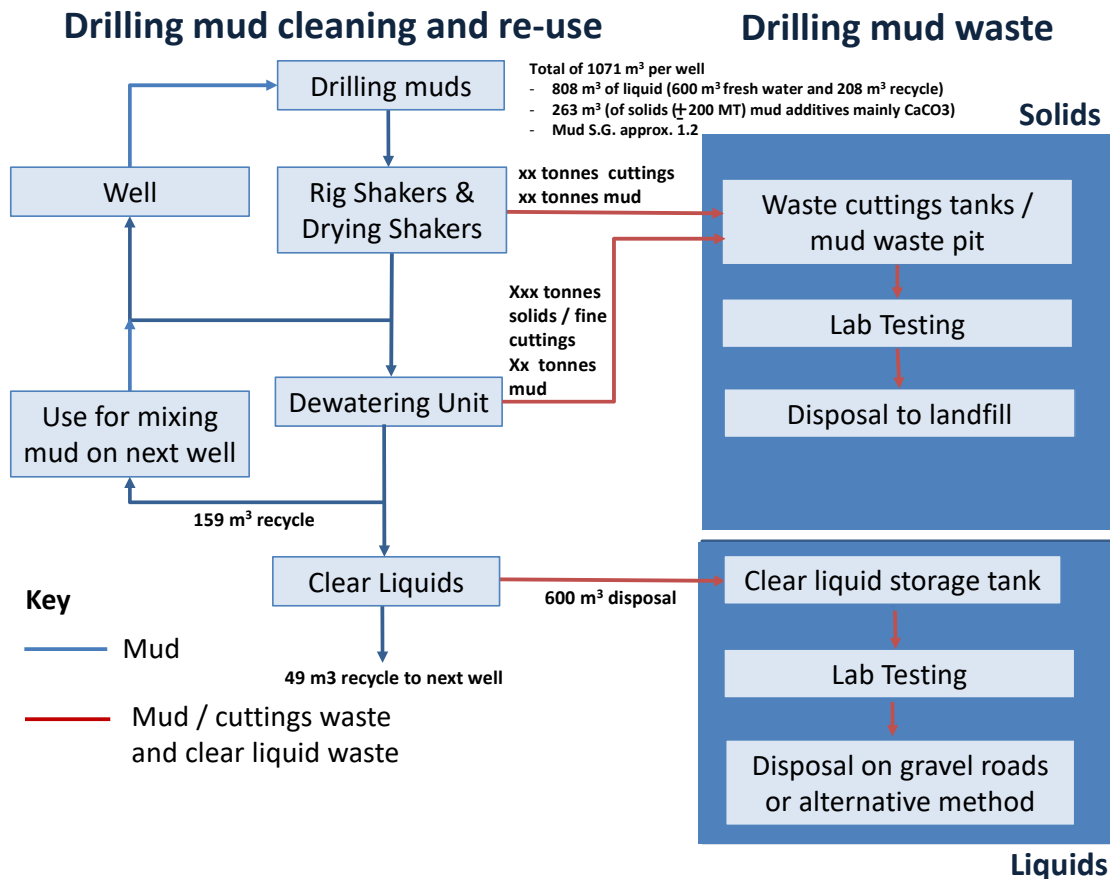 Drilling mud cleaning and re-use
Drilling mud waste
Drilling muds
Total of 1071 m³ per well
- 808 m³ of liquid (600 m³ fresh water and 208 m³ recycle)
- 263 m³ (of solids (±200 MT) mud additives mainly CaCO3)
- Mud S.G. approx. 1.2
Solids
Well
Rig Shakers &
Drying Shakers
xx tonnes cuttings
xx tonnes mud
Waste cuttings tanks /
mud waste pit
Xxx tonnes
solids / fine
cuttings
Xx tonnes
mud
Lab Testing
Use for mixing
mud on next well
Dewatering Unit
Disposal to landfill
159 m³ recycle
Clear Liquids
600 m³ disposal
Clear liquid storage tank
Key
Mud
49 m3 recycle to next well
Lab Testing
Mud / cuttings waste
and clear liquid waste
Disposal on gravel roads
or alternative method
Liquids